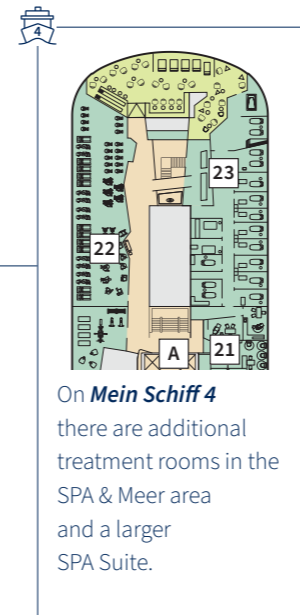 4
23
22
A
21
On Mein Schiff 4
there are additional
treatment rooms in the
SPA & Meer area
and a larger
SPA Suite.